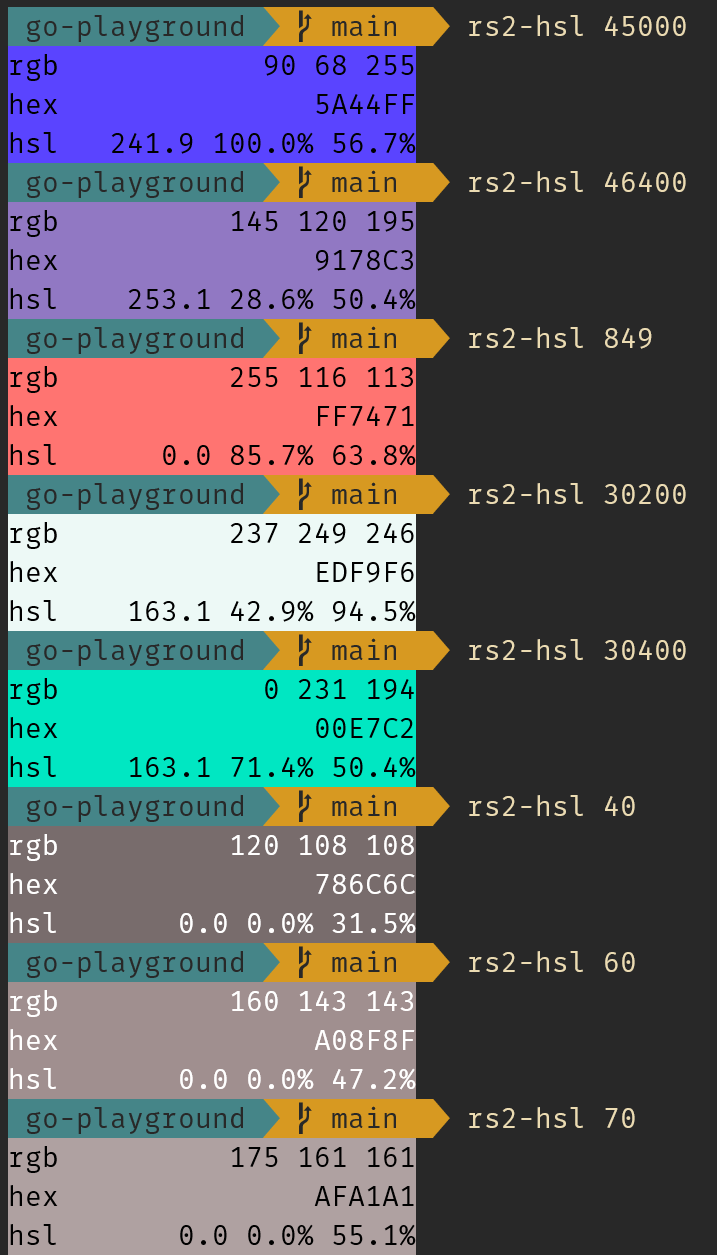 go-playground main rs2-hsl 45000
rgb 90 68 255
hex 5A44FF
hsl 241.9 100.0% 56.7%
go-playground main rs2-hsl 46400
rgb 145 120 195
hex 9178C3
hsl 253.1 28.6% 50.4%
go-playground main rs2-hsl 849
rgb 255 116 113
hex FF7471
hsl 0.0 85.7% 63.8%
go-playground main rs2-hsl 30200
rgb 237 249 246
hex EDF9F6
hsl 163.1 42.9% 94.5%
go-playground main rs2-hsl 30400
rgb 0 231 194
hex 00E7C2
hsl 163.1 71.4% 50.4%
go-playground main rs2-hsl 40
rgb 120 108 108
hex 786C6C
hsl 0.0 0.0% 31.5%
go-playground main rs2-hsl 60
rgb 160 143 143
hex A08F8F
hsl 0.0 0.0% 47.2%
go-playground main rs2-hsl 70
rgb 175 161 161
hex AFA1A1
hsl 0.0 0.0% 55.1%